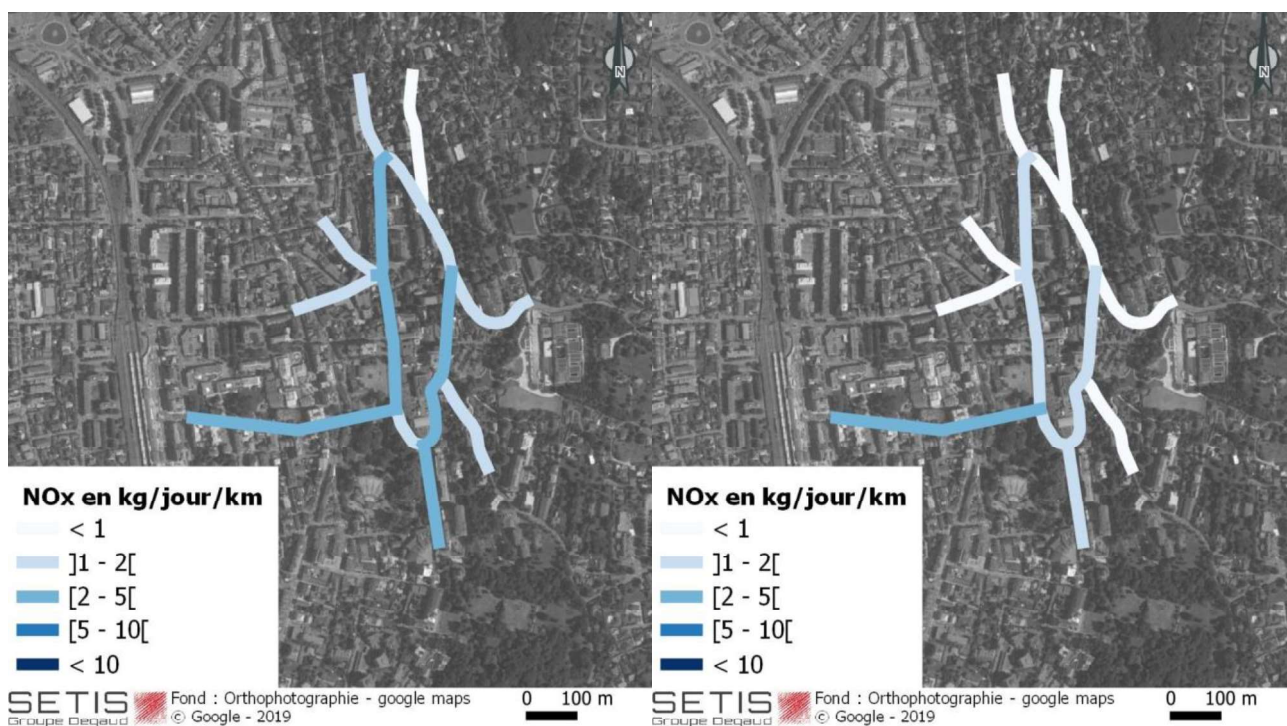 N
NOx en kg/jour/km
< 1
]1 - 2[
[2 - 5[
[5 - 10[
< 10
SETIS
Groupe Degaud
Fond : Orthophotographie - google maps
© Google - 2019
0 100 m
N
NOx en kg/jour/km
< 1
]1 - 2[
[2 - 5[
[5 - 10[
< 10
SETIS
Groupe Degaud
Fond : Orthophotographie - google maps
© Google - 2019
0 100 m